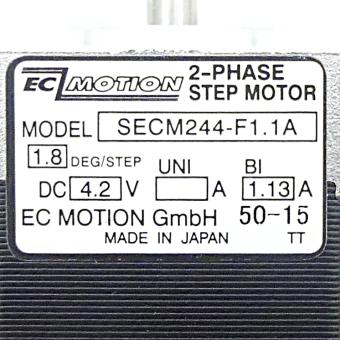 EC MOTION 2-PHASE
STEP MOTOR
MODEL SECM244-F1.1A
1.8 DEG/STEP UNI BI
DC 4.2 V A 1.13 A
EC MOTION GmbH 50-15
MADE IN JAPAN TT